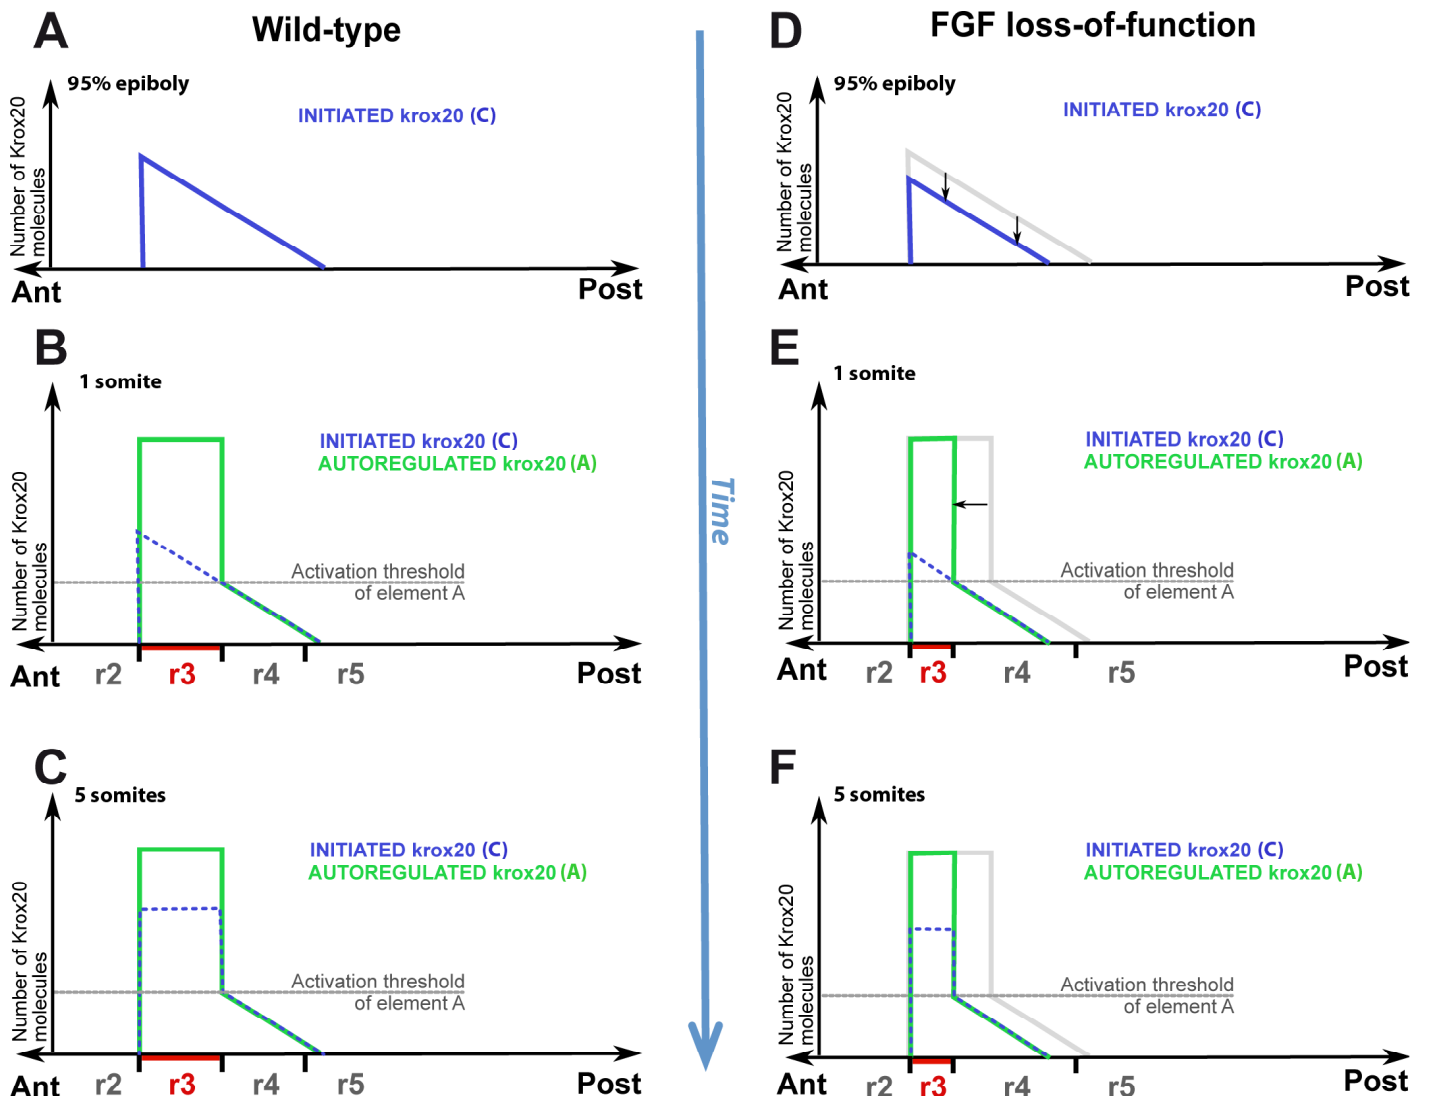 A
Wild-type
95% epiboly
INITIATED krox20 (C)
Number of Krox20
molecules
Ant
Post
B
1 somite
INITIATED krox20 (C)
AUTOREGULATED krox20 (A)
Number of Krox20
molecules
Activation threshold
of element A
Ant
r2
r3
r4
r5
Post
C
5 somites
INITIATED krox20 (C)
AUTOREGULATED krox20 (A)
Number of Krox20
molecules
Activation threshold
of element A
Ant
r2
r3
r4
r5
Post
Time
D
FGF loss-of-function
95% epiboly
INITIATED krox20 (C)
Number of Krox20
molecules
Ant
Post
E
1 somite
INITIATED krox20 (C)
AUTOREGULATED krox20 (A)
Number of Krox20
molecules
Activation threshold
of element A
Ant
r2
r3
r4
r5
Post
F
5 somites
INITIATED krox20 (C)
AUTOREGULATED krox20 (A)
Number of Krox20
molecules
Activation threshold
of element A
Ant
r2
r3
r4
r5
Post